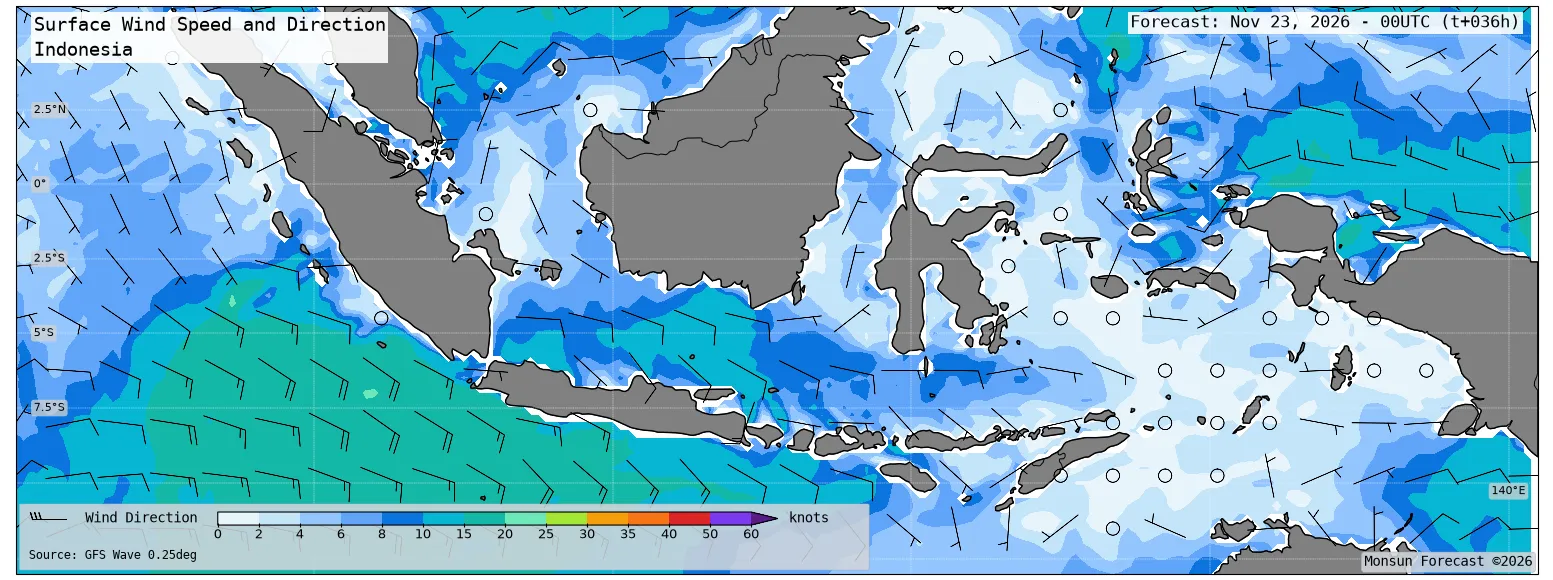 Surface Wind Speed and Direction
Indonesia
Forecast: Nov 23, 2026 - 00UTC (t+036h)
2.5°N
0°
2.5°S
5°S
7.5°S
140°E
Wind Direction
0 2 4 6 8 10 15 20 25 30 35 40 50 60
knots
Source: GFS Wave 0.25deg
Monsun Forecast ©2026